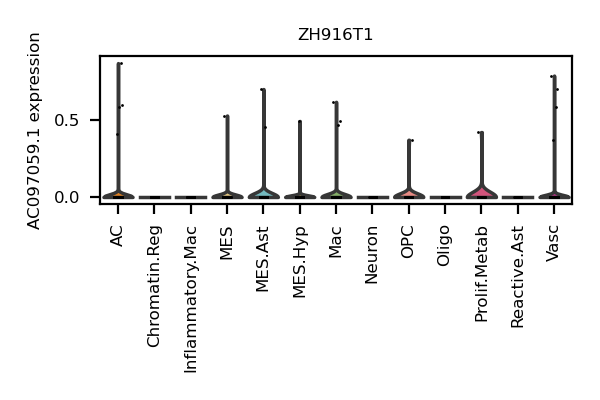 ZH916T1
AC097059.1 expression
0.5
0.0
AC
Chromatin.Reg
Inflammatory.Mac
MES
MES.Ast
MES.Hyp
Mac
Neuron
OPC
Oligo
Prolif.Metab
Reactive.Ast
Vasc